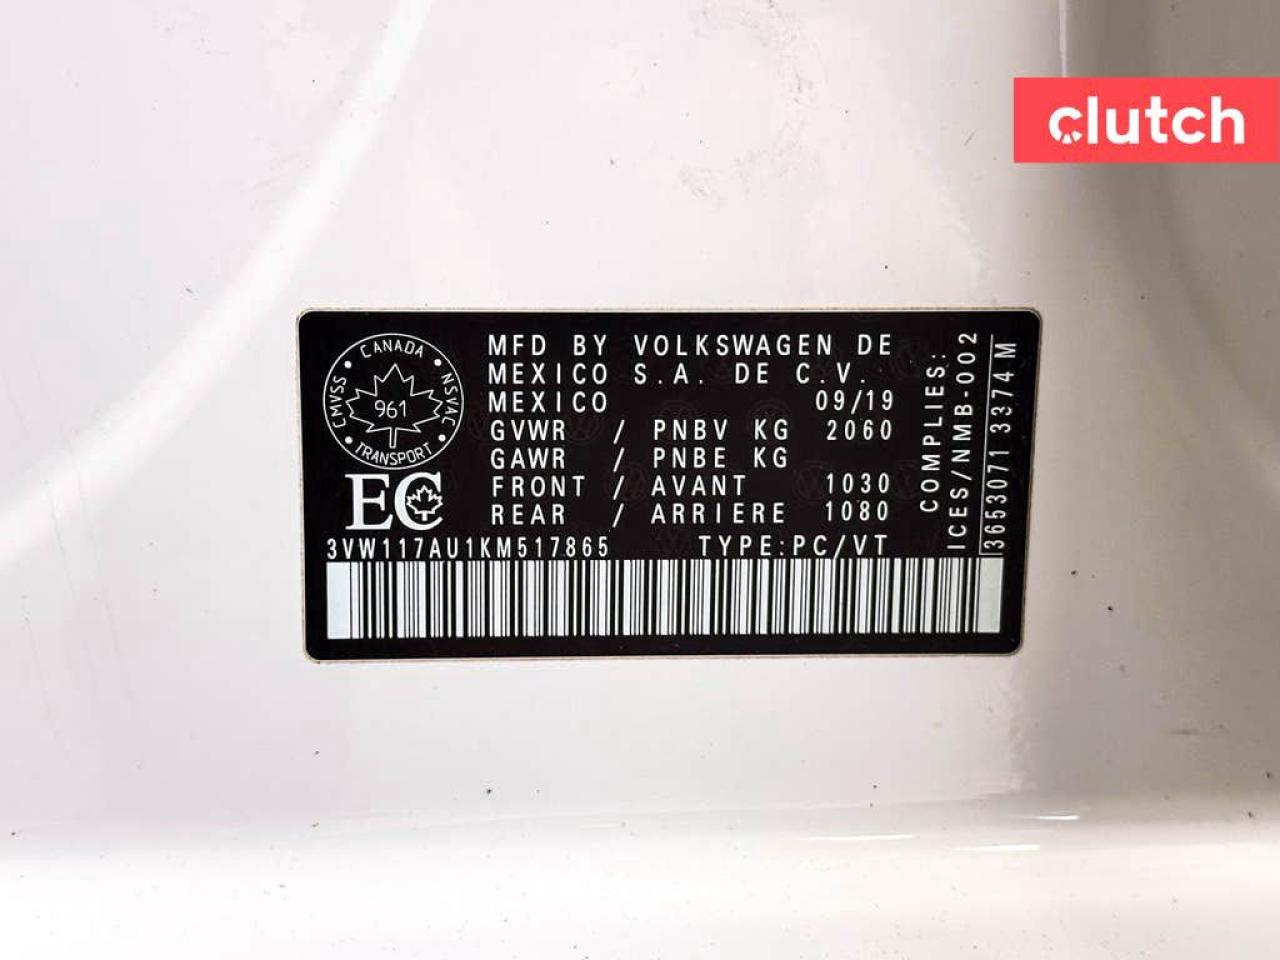 clutch
MFD BY VOLKSWAGEN DE
MEXICO S.A. DE C.V.
MEXICO 09/19
GVWR / PNBV KG 2060
GAWR / PNBE KG
FRONT / AVANT 1030
REAR / ARRIERE 1080
CANADA
CMVSS
NSVAC
961
TRANSPORT
EC
3VW117AU1KM517865 TYPE:PC/VT
COMPLIES:
ICES/NMB-002
3653071 3374M